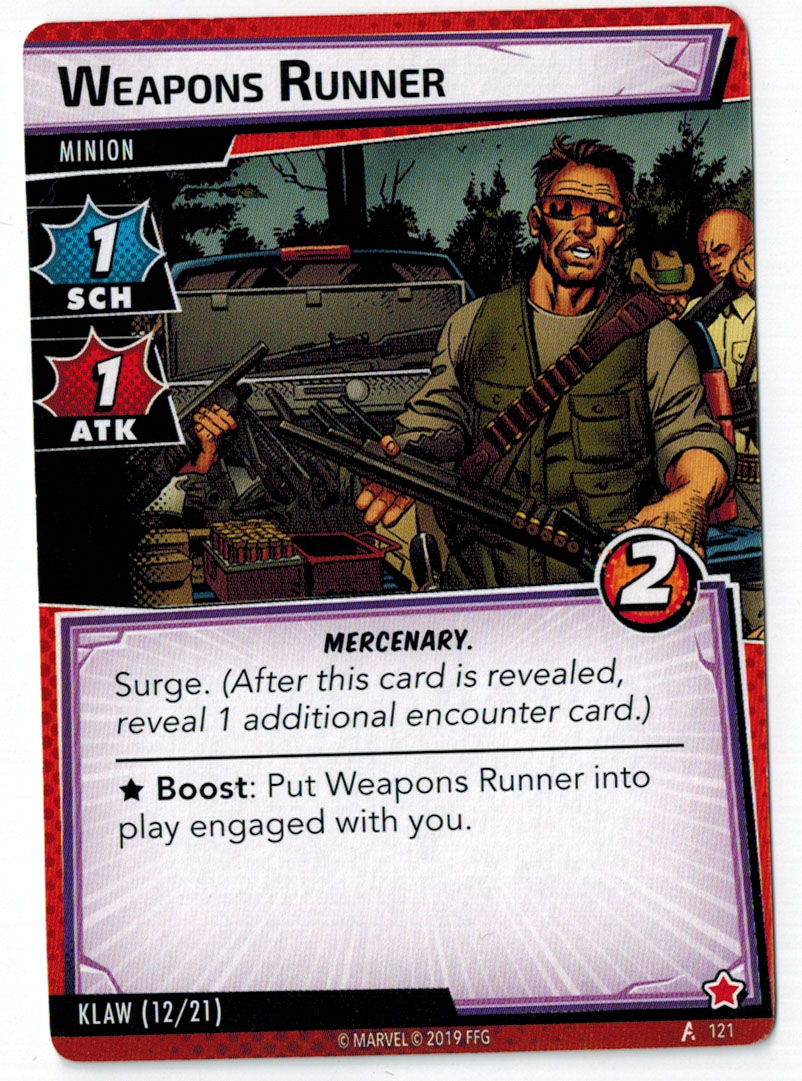 WEAPONS RUNNER
MINION
1
SCH
1
ATK
2
MERCENARY.
Surge. (After this card is revealed,
reveal 1 additional encounter card.)
★ Boost: Put Weapons Runner into
play engaged with you.
KLAW (12/21)
© MARVEL © 2019 FFG
121